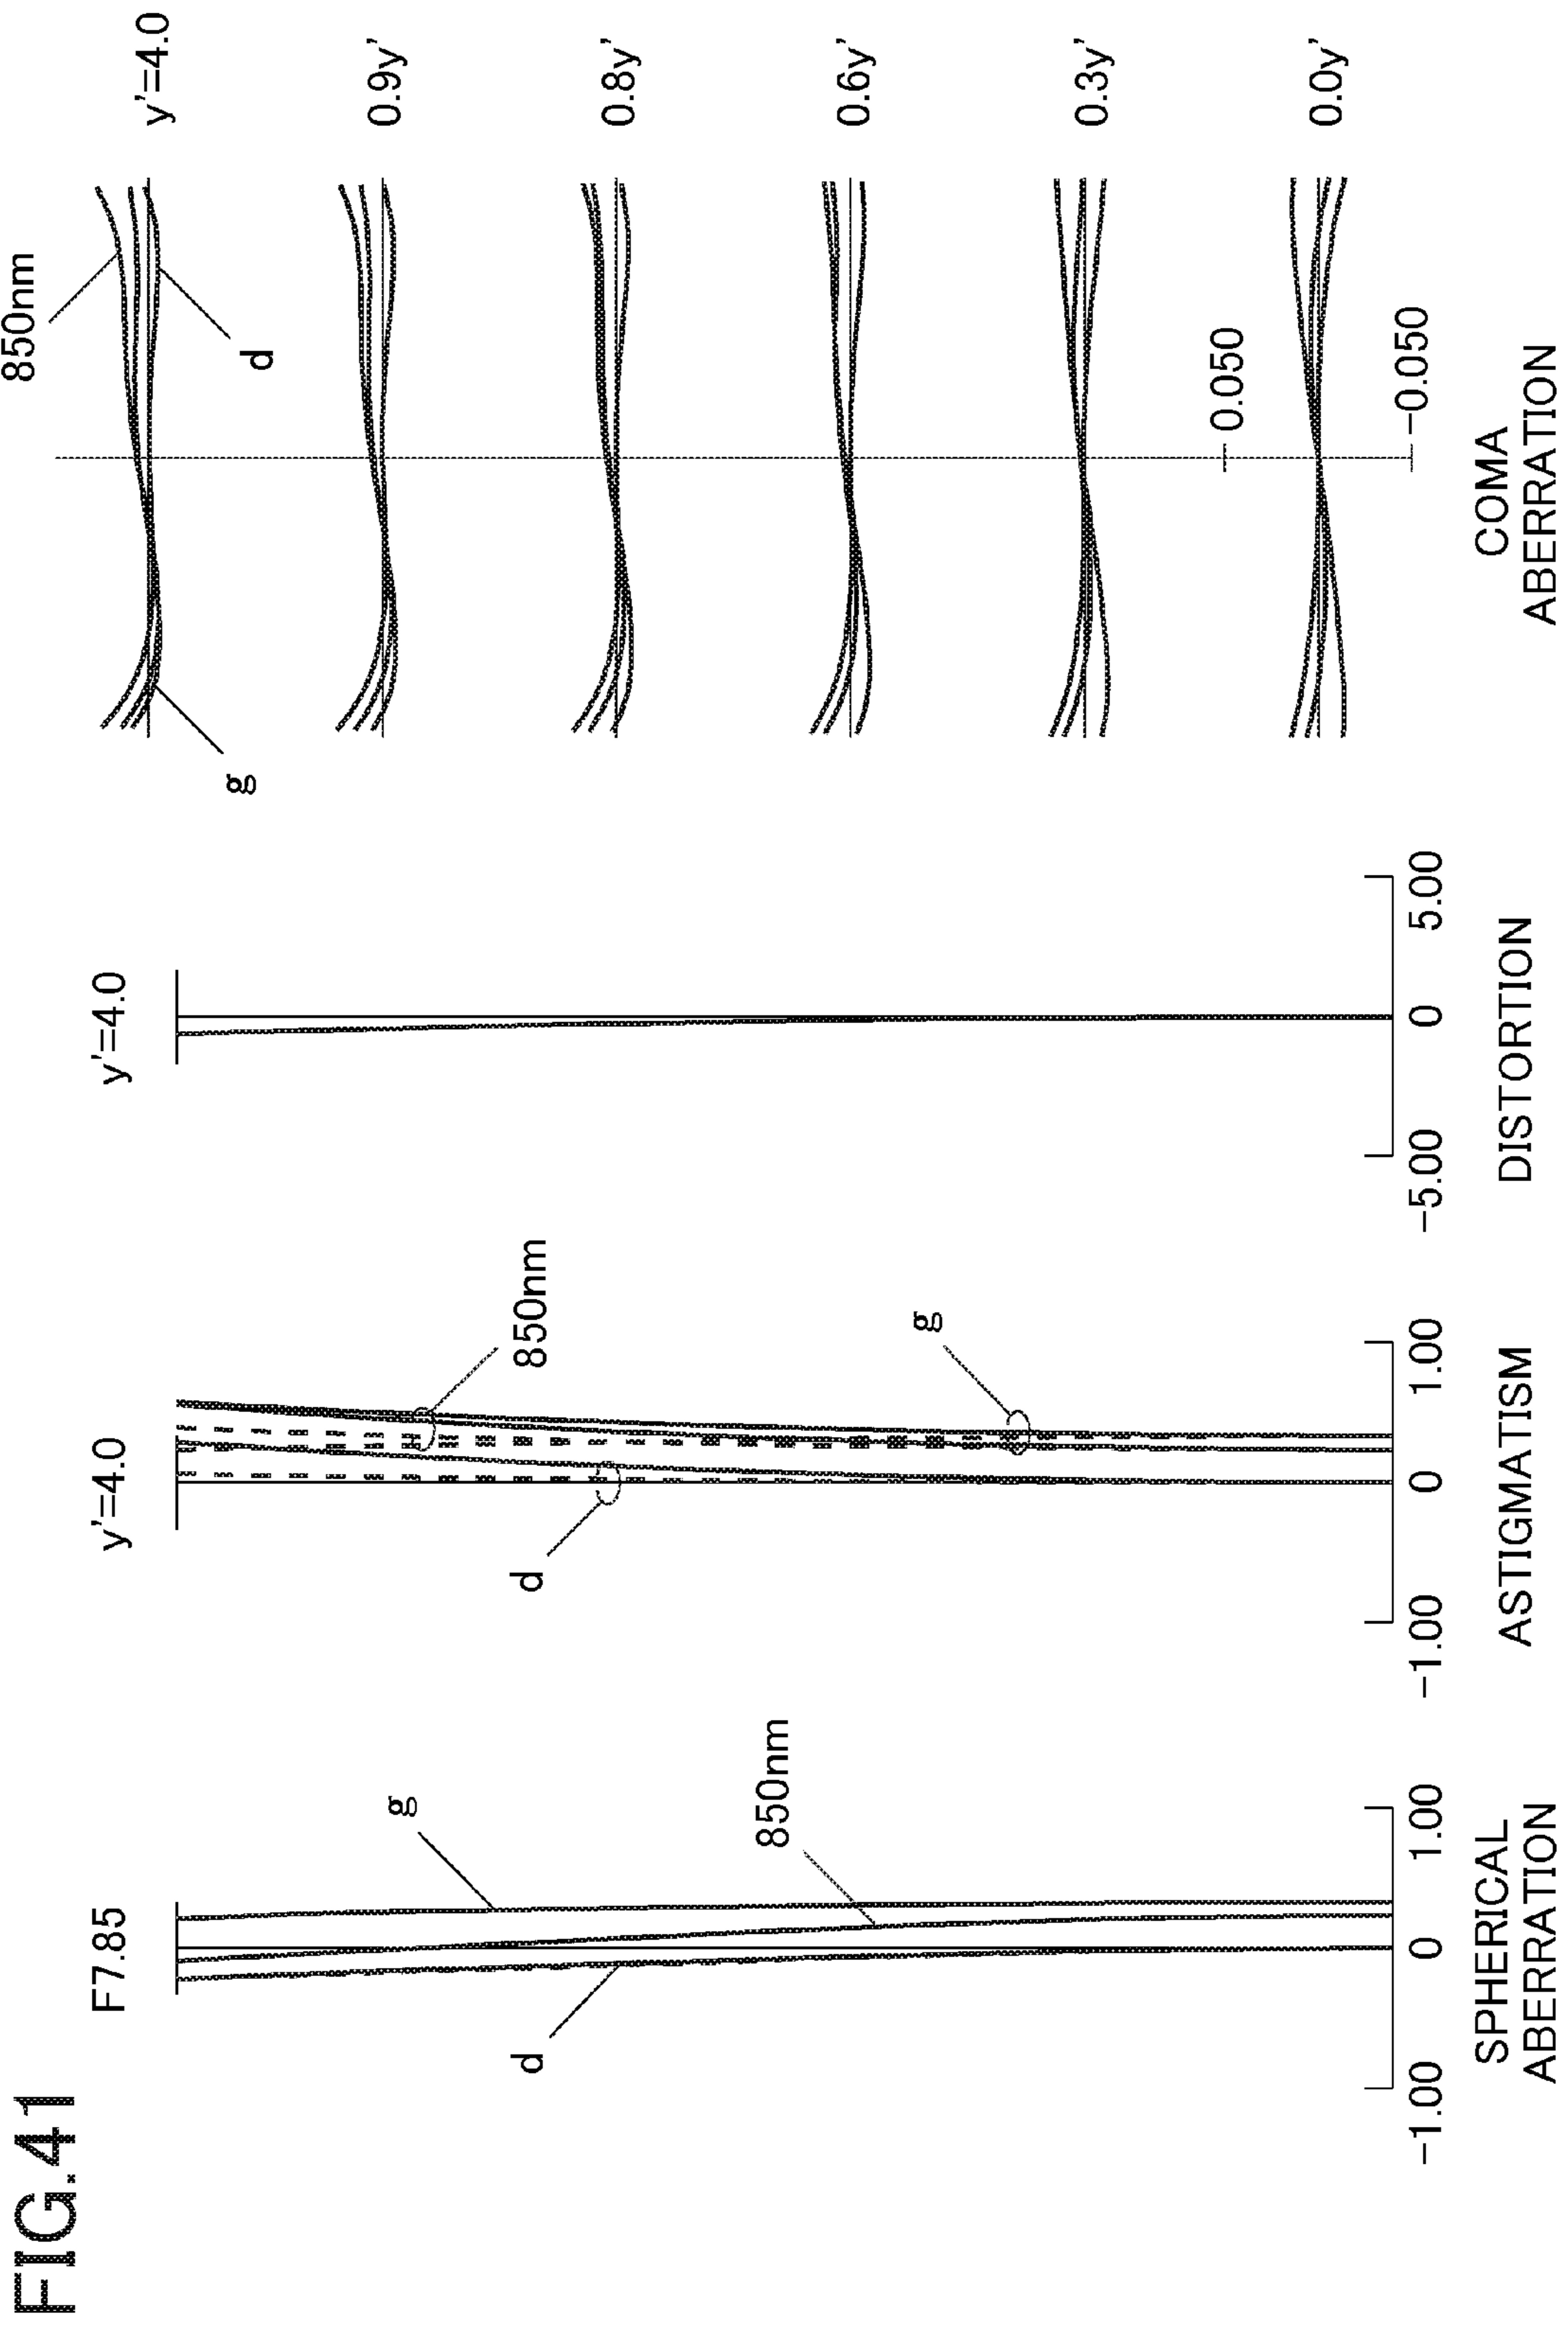 FIG.41
F7.85
g
850nm
d
-1.00
0
1.00
SPHERICAL
ABERRATION
y'=4.0
850nm
g
d
-1.00
0
1.00
ASTIGMATISM
y'=4.0
-5.00
0
5.00
DISTORTION
850nm
d
g
y'=4.0
0.9y'
0.8y'
0.6y'
0.3y'
0.0y'
0.050
-0.050
COMA
ABERRATION